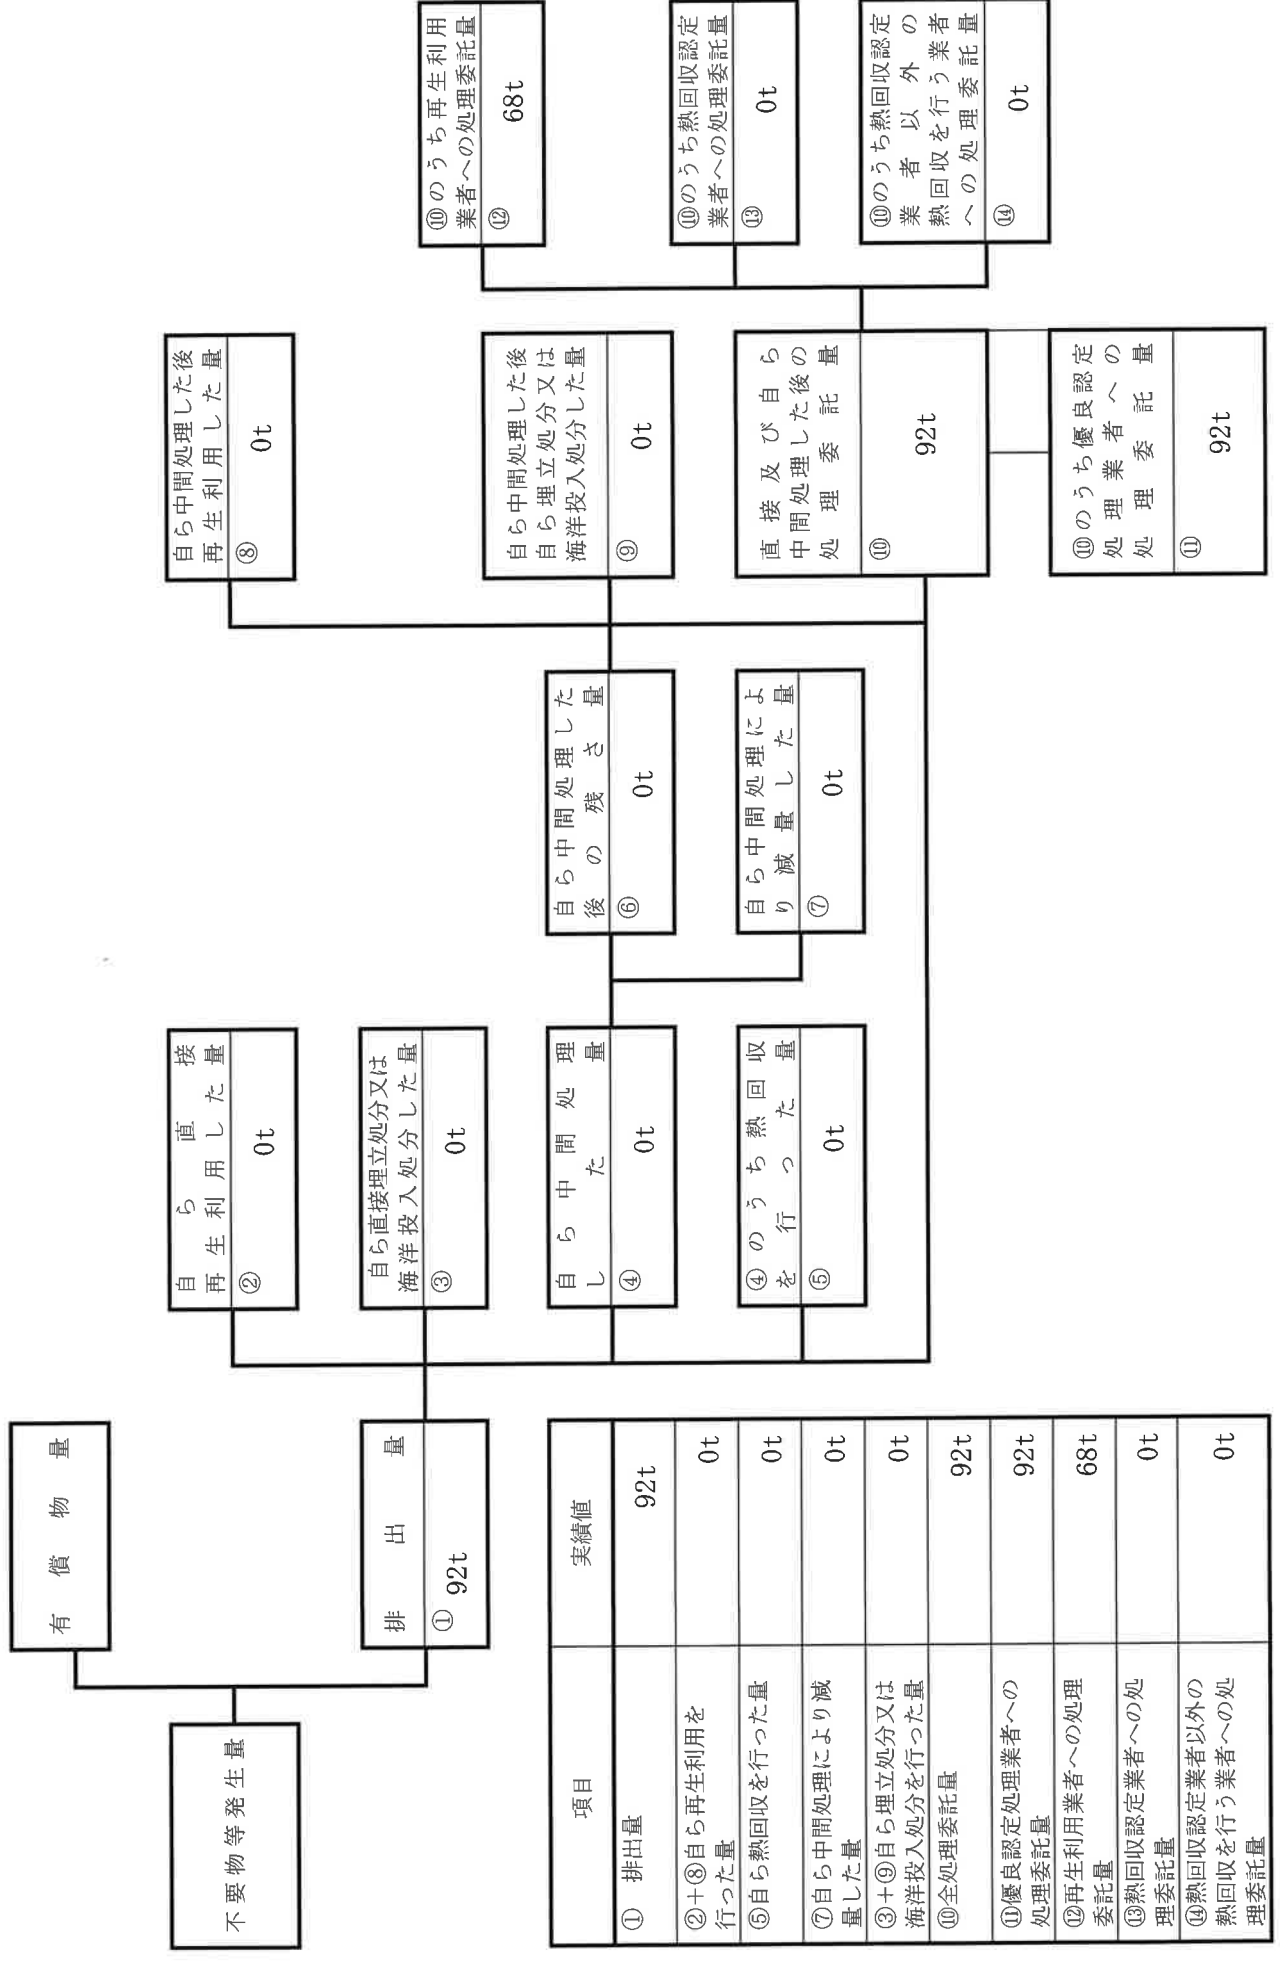 不要物等発生量
有償物量
排出量
①
92t
自ら直接
再生利用した量
②
0t
自ら直接埋立処分又は
海洋投入処分した量
③
0t
自ら中間処理
した量
④
0t
④のうち熱回収
を行った量
⑤
0t
自ら中間処理した
後の残さ量
⑥
0t
自ら中間処理によ
り減量した量
⑦
0t
自ら中間処理した後
再生利用した量
⑧
0t
自ら中間処理した後
自ら埋立処分又は
海洋投入処分した量
⑨
0t
直接及び自ら
中間処理した後の
処理委託量
⑩
92t
⑩のうち優良認定
処理業者への
処理委託量
⑪
92t
⑩のうち再生利用
業者への処理委託量
⑫
68t
⑩のうち熱回収認定
業者への処理委託量
⑬
0t
⑩のうち熱回収認定
業者以外の
熱回収を行う業者
への処理委託量
⑭
0t
項目 実績値
① 排出量 92t
②+⑧自ら再生利用を
行った量 0t
⑤自ら熱回収を行った量 0t
⑦自ら中間処理により減
量した量 0t
③+⑨自ら埋立処分又は
海洋投入処分を行った量 0t
⑩全処理委託量 92t
⑪優良認定処理業者への
処理委託量 92t
⑫再生利用業者への処理
委託量 68t
⑬熱回収認定業者への処
理委託量 0t
⑭熱回収認定業者以外の
熱回収を行う業者への処
理委託量 0t